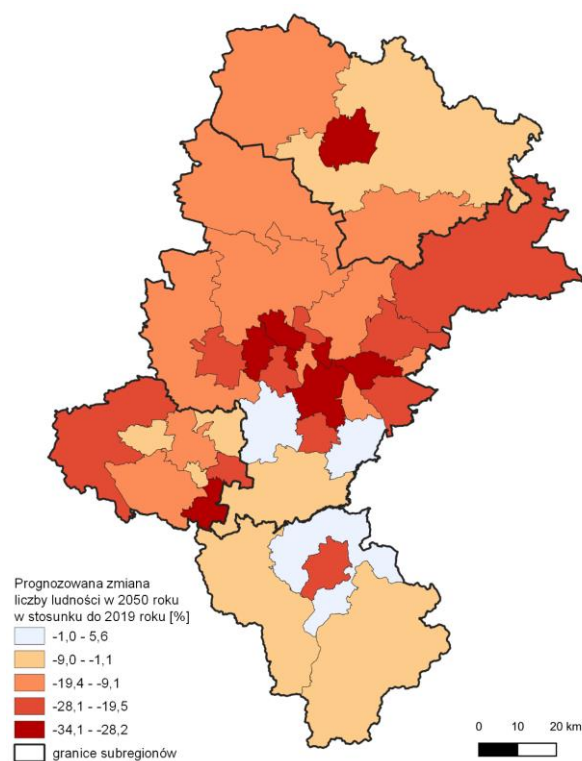 Prognozowana zmiana
liczby ludności w 2050 roku
w stosunku do 2019 roku [%]
-1,0 - 5,6
-9,0 - -1,1
-19,4 - -9,1
-28,1 - -19,5
-34,1 - -28,2
granice subregionów
0 10 20 km